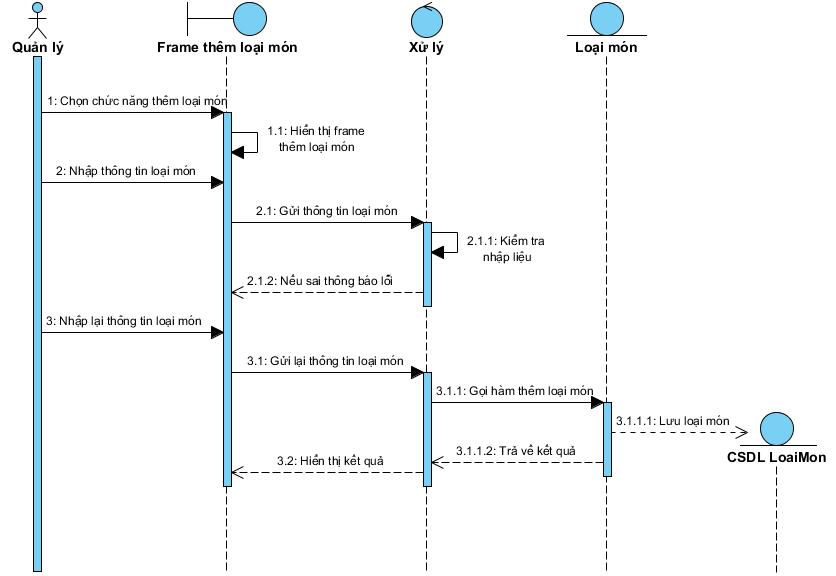 Quản lý
Frame thêm loại món
Xử lý
Loại món
1: Chọn chức năng thêm loại món
1.1: Hiển thị frame
thêm loại món
2: Nhập thông tin loại món
2.1: Gửi thông tin loại món
2.1.1: Kiểm tra
nhập liệu
2.1.2: Nếu sai thông báo lỗi
3: Nhập lại thông tin loại món
3.1: Gửi lại thông tin loại món
3.1.1: Gọi hàm thêm loại món
3.1.1.1: Lưu loại món
3.1.1.2: Trả về kết quả
CSDL LoaiMon
3.2: Hiển thị kết quả